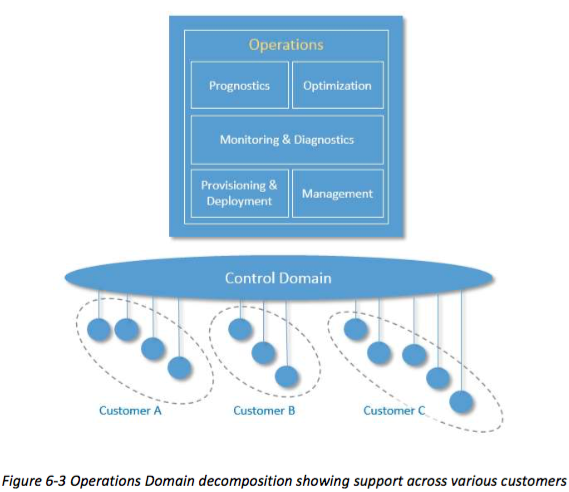 Operations
Prognostics
Optimization
Monitoring & Diagnostics
Provisioning &
Deployment
Management
Control Domain
Customer A
Customer B
Customer C
Figure 6-3 Operations Domain decomposition showing support across various customers